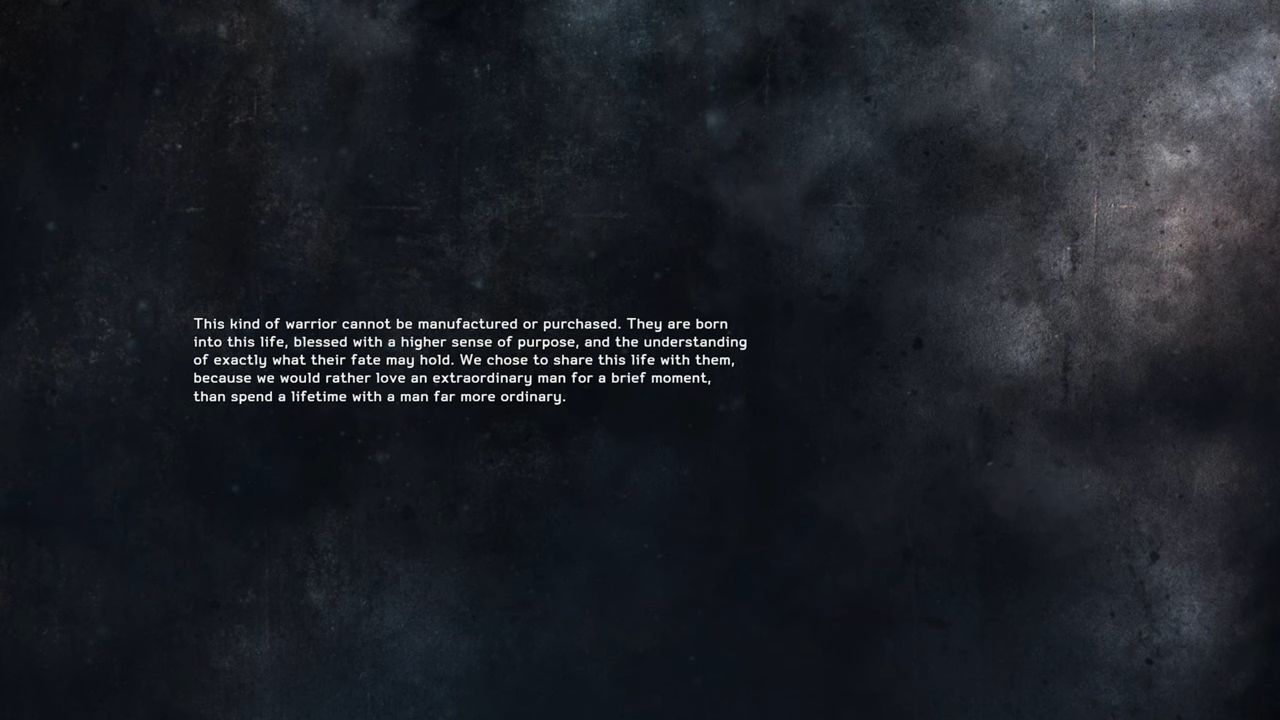 This kind of warrior cannot be manufactured or purchased. They are born
into this life, blessed with a higher sense of purpose, and the understanding
of exactly what their fate may hold. We chose to share this life with them,
because we would rather love an extraordinary man for a brief moment,
than spend a lifetime with a man far more ordinary.